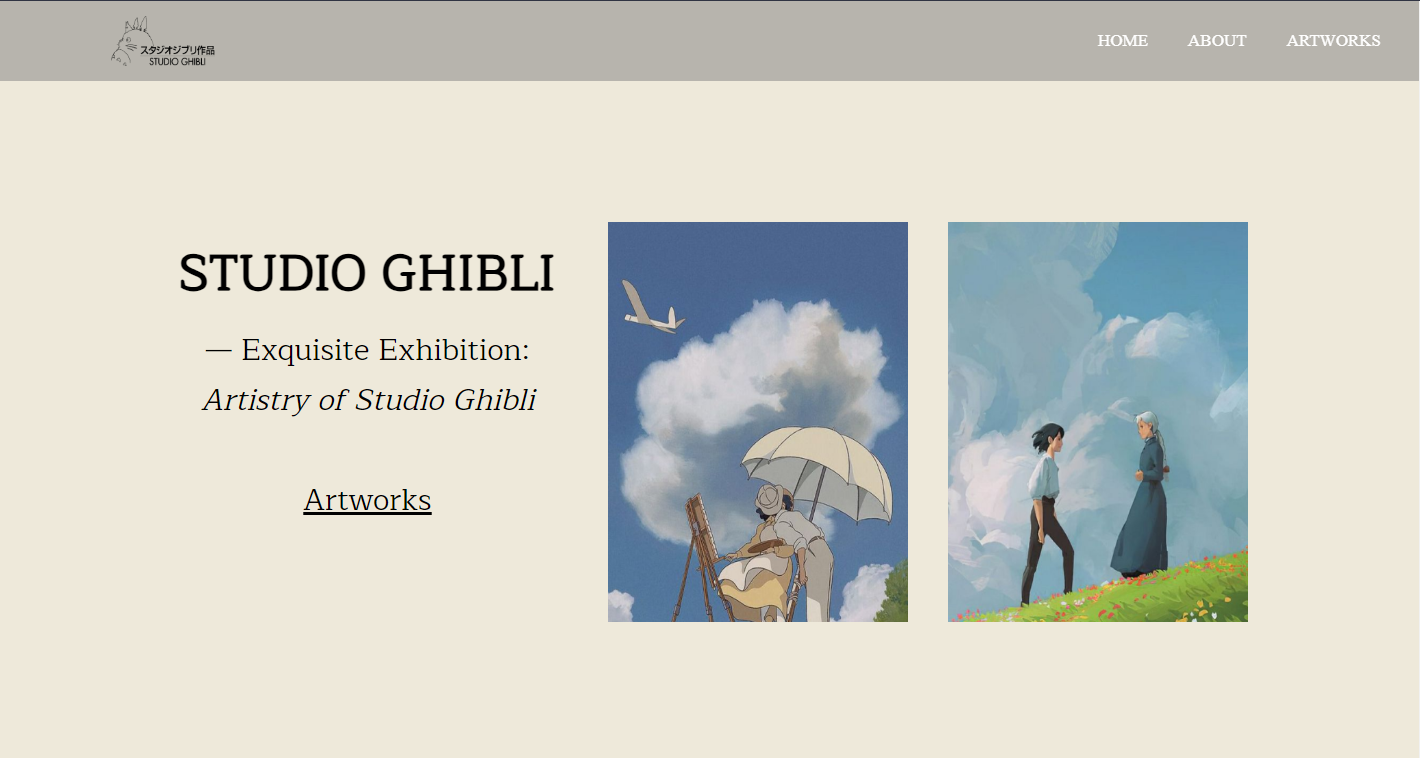 スタジオジブリ作品
STUDIO GHIBLI
HOME
ABOUT
ARTWORKS
STUDIO GHIBLI
— Exquisite Exhibition:
Artistry of Studio Ghibli
Artworks